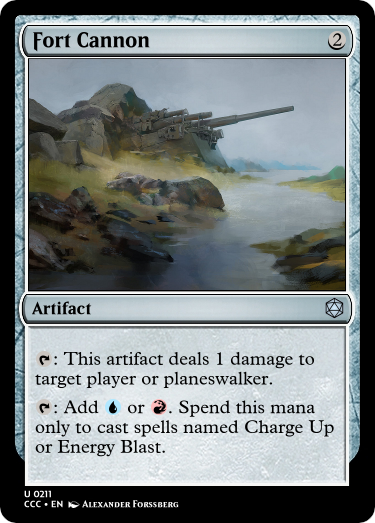 Fort Cannon 2
Artifact
: This artifact deals 1 damage to
target player or planeswalker.
: Add or . Spend this mana
only to cast spells named Charge Up
or Energy Blast.
U 0211
CCC • EN Alexander Forssberg